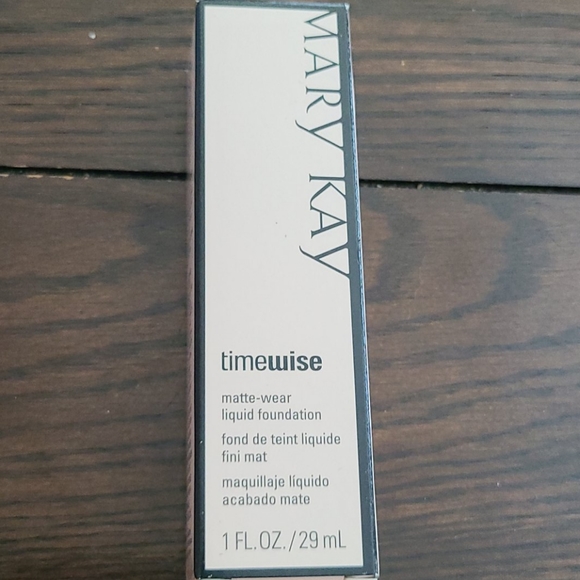 MARY KAY
timewise
matte-wear
liquid foundation
fond de teint liquide
fini mat
maquillaje líquido
acabado mate
1 FL. OZ. / 29 mL